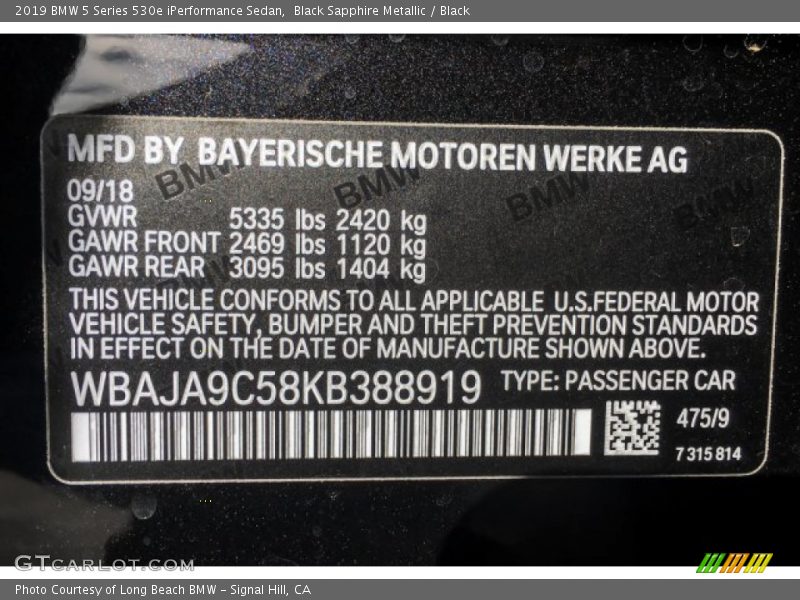 2019 BMW 5 Series 530e iPerformance Sedan, Black Sapphire Metallic / Black
MFD BY BAYERISCHE MOTOREN WERKE AG
BMW BMW BMW BMW
09/18
GVWR 5335 lbs 2420 kg
GAWR FRONT 2469 lbs 1120 kg
GAWR REAR 3095 lbs 1404 kg
THIS VEHICLE CONFORMS TO ALL APPLICABLE U.S.FEDERAL MOTOR
VEHICLE SAFETY, BUMPER AND THEFT PREVENTION STANDARDS
IN EFFECT ON THE DATE OF MANUFACTURE SHOWN ABOVE.
WBAJA9C58KB388919 TYPE: PASSENGER CAR
475/9
7 315 814
GTCARLOT.COM
Photo Courtesy of Long Beach BMW - Signal Hill, CA